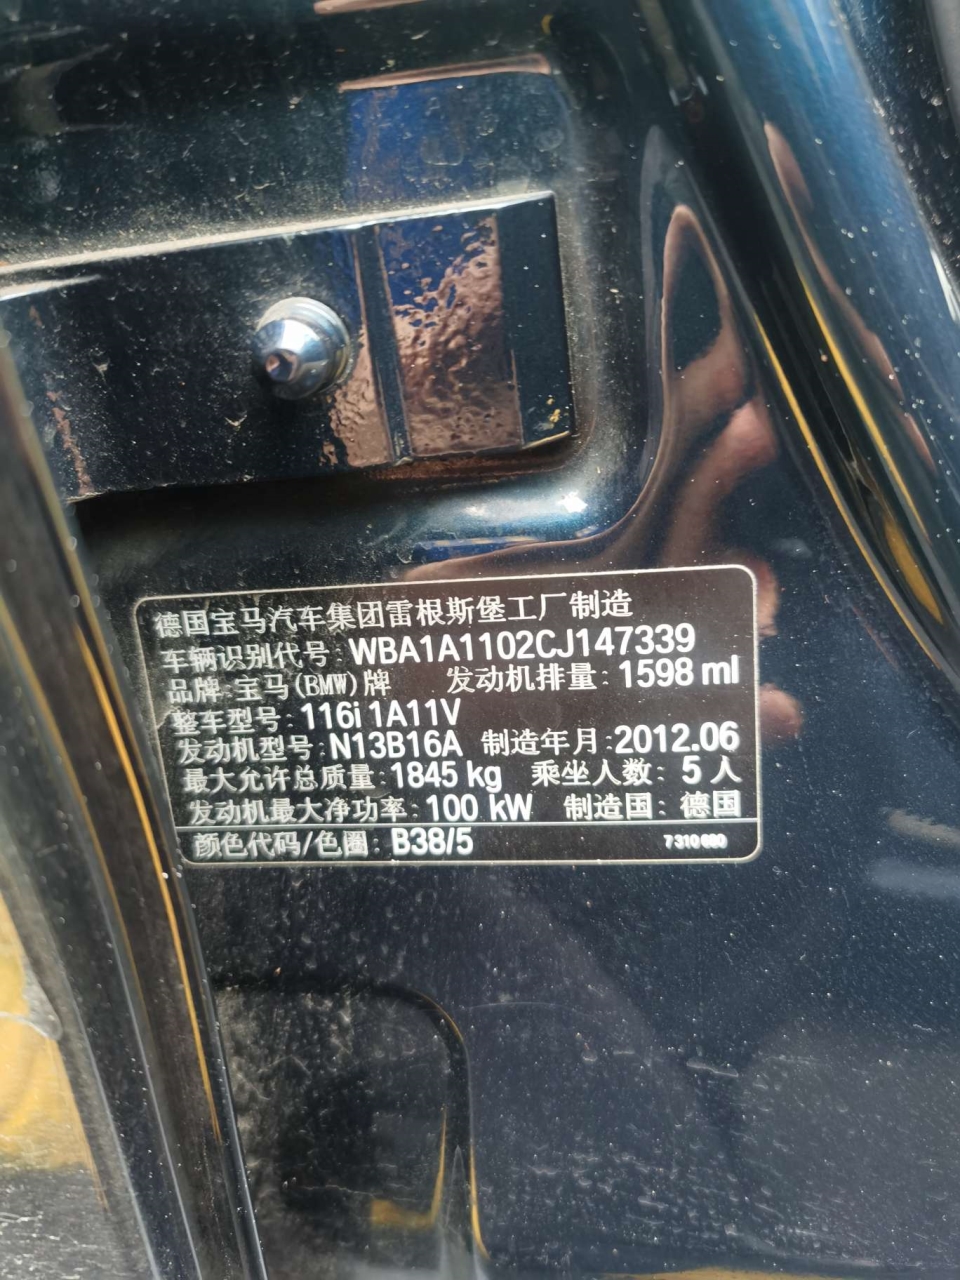 德国宝马汽车集团雷根斯堡工厂制造
车辆识别代号: WBA1A1102CJ147339
品牌:宝马(BMW)牌 发动机排量: 1598 ml
整车型号: 116i 1A11V
发动机型号: N13B16A 制造年月: 2012.06
最大允许总质量: 1845 kg 乘坐人数: 5 人
发动机最大净功率: 100 kW 制造国: 德国
颜色代码/色圈: B38/5 7 310 660